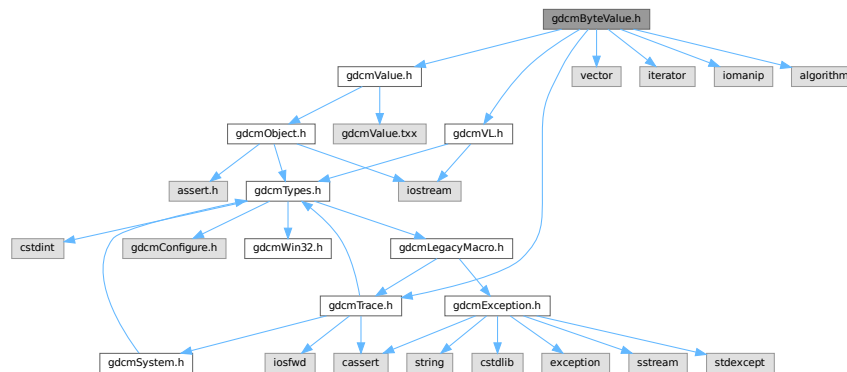 gdcmByteValue.h
gdcmValue.h
vector
iterator
iomanip
algorithm
gdcmObject.h
gdcmValue.txx
gdcmVL.h
assert.h
gdcmTypes.h
iostream
cstdint
gdcmConfigure.h
gdcmWin32.h
gdcmLegacyMacro.h
gdcmTrace.h
gdcmException.h
gdcmSystem.h
iosfwd
cassert
string
cstdlib
exception
sstream
stdexcept